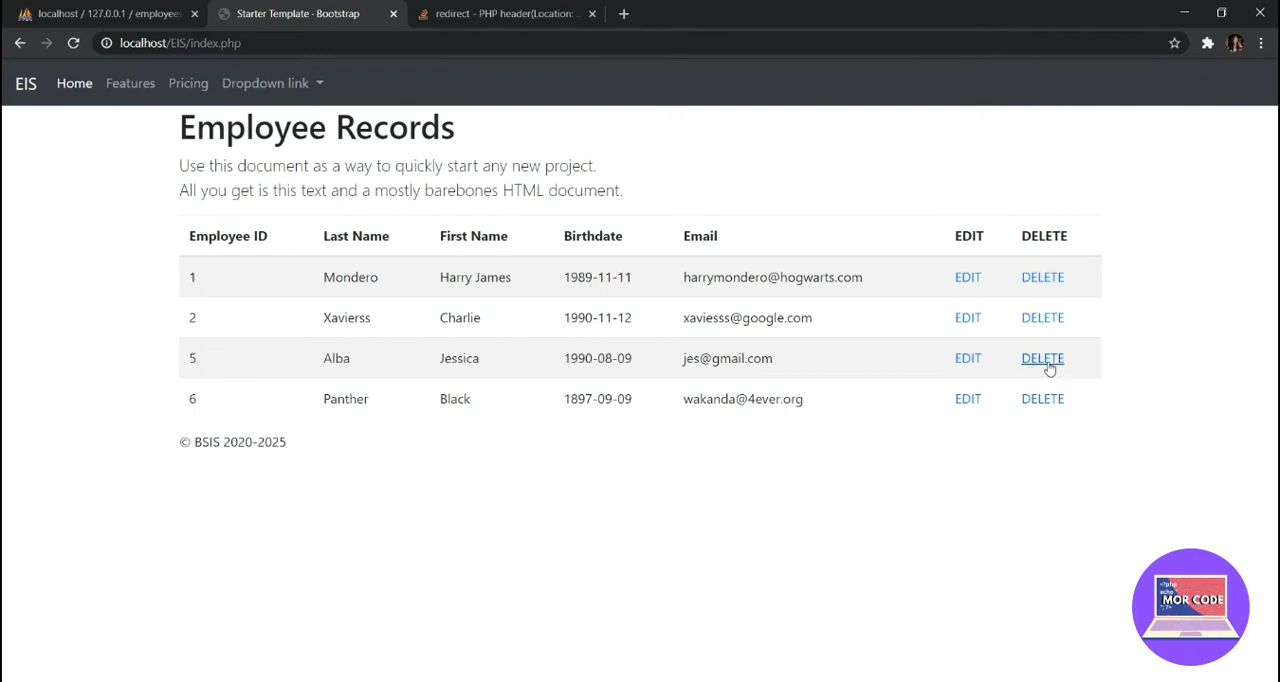 localhost / 127.0.0.1 / employees
Starter Template · Bootstrap
redirect - PHP header(Location: ...
localhost/EIS/index.php
EIS Home Features Pricing Dropdown link
Employee Records
Use this document as a way to quickly start any new project.
All you get is this text and a mostly barebones HTML document.
Employee ID Last Name First Name Birthdate Email EDIT DELETE
1 Mondero Harry James 1989-11-11 harrymondero@hogwarts.com EDIT DELETE
2 Xavierss Charlie 1990-11-12 xaviesss@google.com EDIT DELETE
5 Alba Jessica 1990-08-09 jes@gmail.com EDIT DELETE
6 Panther Black 1897-09-09 wakanda@4ever.org EDIT DELETE
© BSIS 2020-2025
<?php
echo "
MOR CODE
"; ?>